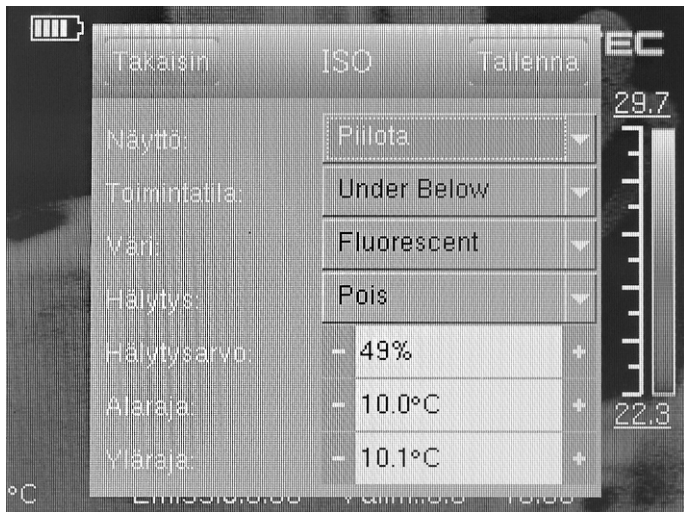 EC
Takaisin ISO Tallenna
29.7
Näyttö: Piilota
Toimintatila: Under Below
Väri: Fluorescent
Hälytys: Pois
Hälytysarvo: - 49% +
Alaraja: - 10.0°C +
22.3
Yläraja: - 10.1°C +
°C